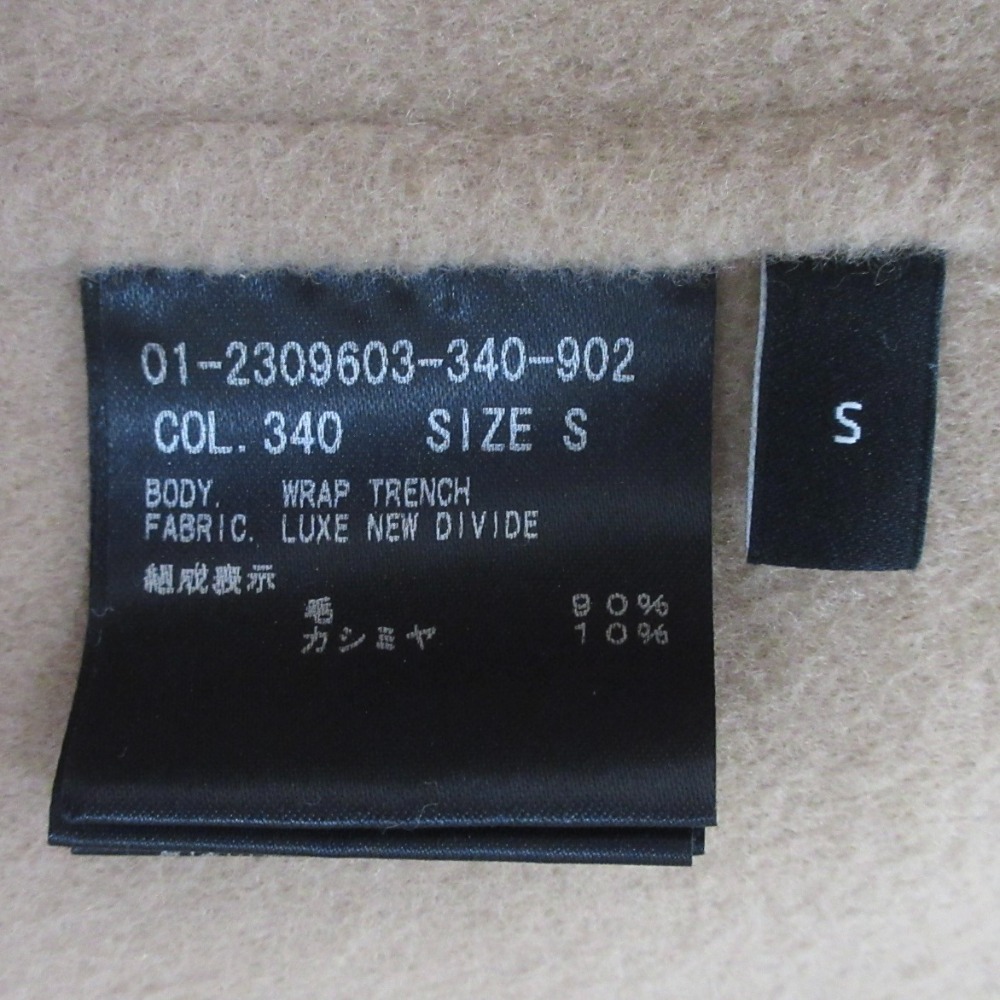 01-2309603-340-902
COL. 340 SIZE S
BODY. WRAP TRENCH
FABRIC. LUXE NEW DIVIDE
組成表示
毛 90%
カシミヤ 10%
S